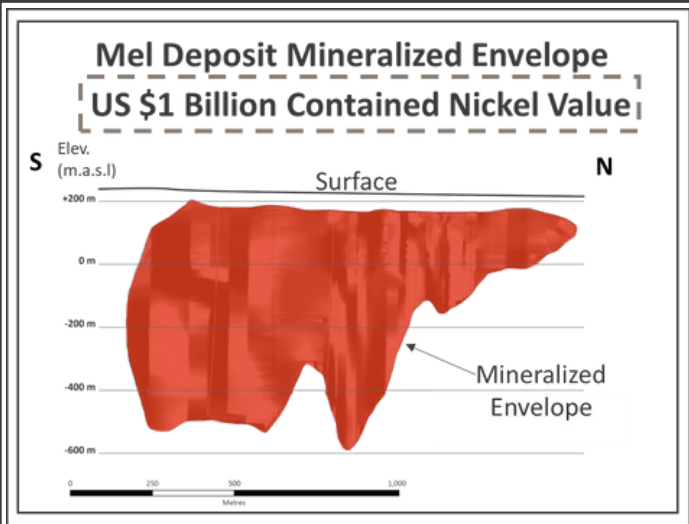 Mel Deposit Mineralized Envelope
US $1 Billion Contained Nickel Value
S
Elev.
(m.a.s.l)
Surface
N
+200 m
0 m
-200 m
-400 m
-600 m
Mineralized
Envelope
0 250 500 1,000
Metres